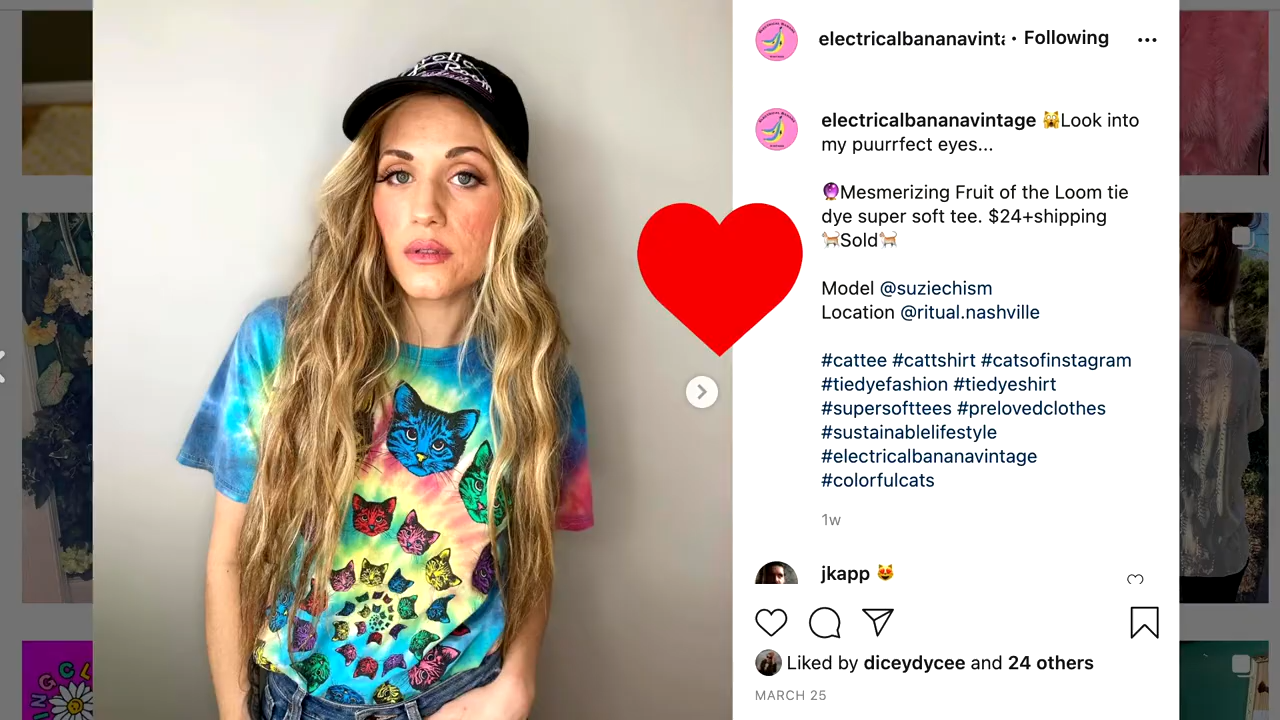 Room
electricalbananavinta • Following
electricalbananavintage 🙀Look into
my puurrfect eyes...
🔮Mesmerizing Fruit of the Loom tie
dye super soft tee. $24+shipping
🐈Sold🐈
Model @suziechism
Location @ritual.nashville
#cattee #cattshirt #catsofinstagram
#tiedyefashion #tiedyeshirt
#supersofttees #prelovedclothes
#sustainablelifestyle
#electricalbananavintage
#colorfulcats
1w
jkapp 😻
Liked by diceydycee and 24 others
MARCH 25